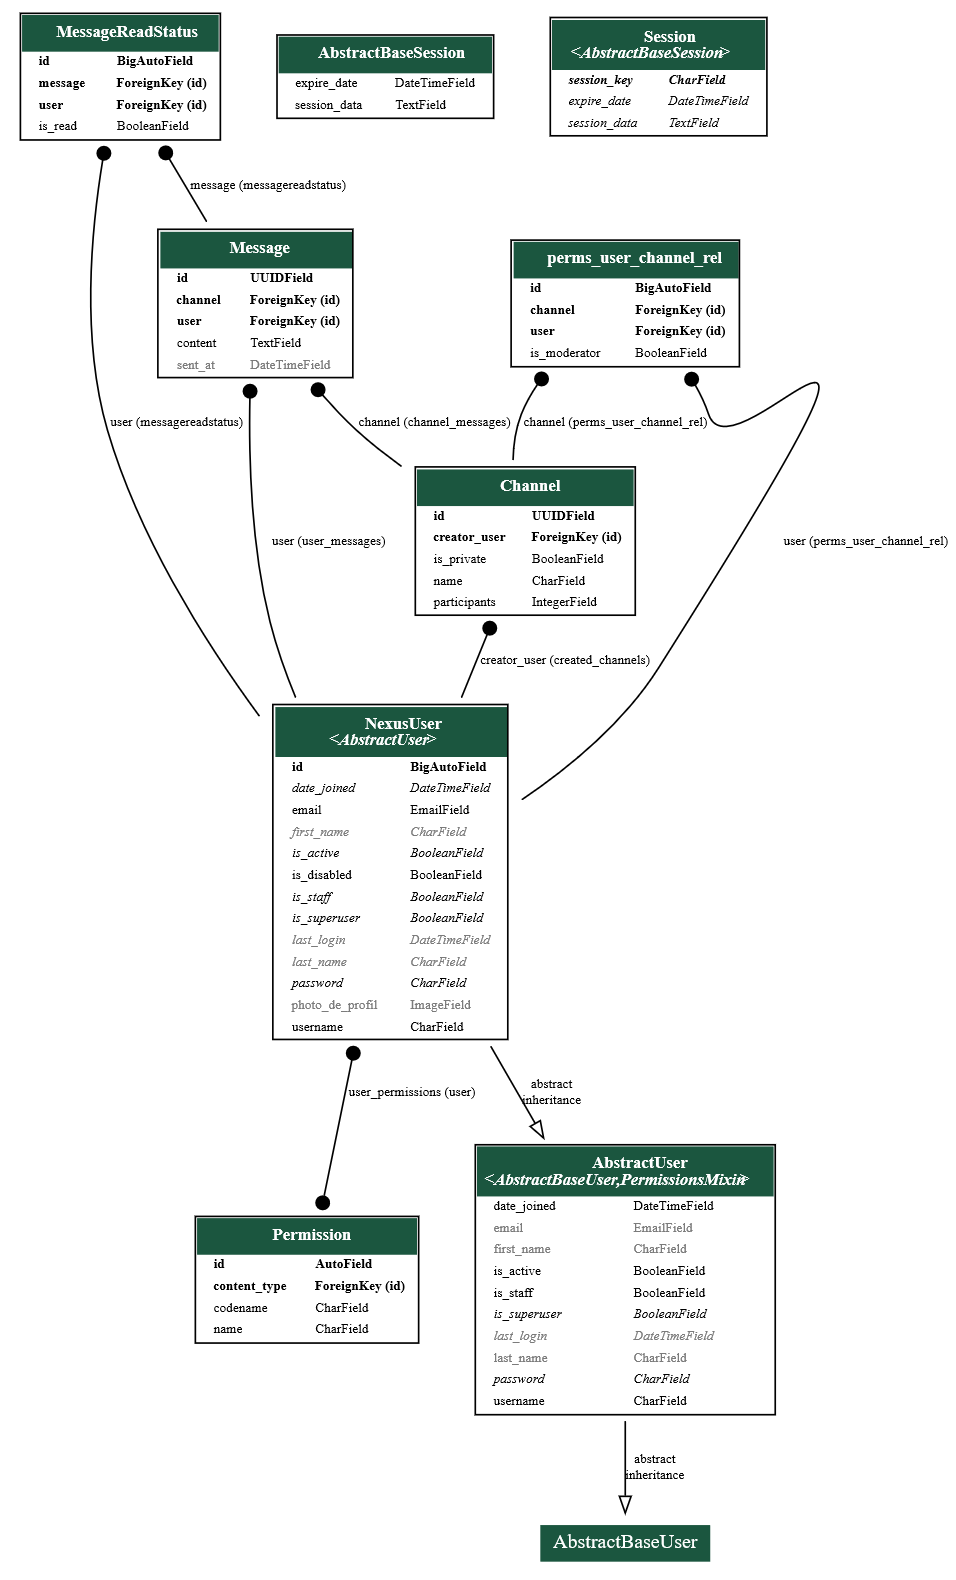 MessageReadStatus
id BigAutoField
message ForeignKey (id)
user ForeignKey (id)
is_read BooleanField
AbstractBaseSession
expire_date DateTimeField
session_data TextField
Session
<AbstractBaseSession>
session_key CharField
expire_date DateTimeField
session_data TextField
message (messagereadstatus)
Message
id UUIDField
channel ForeignKey (id)
user ForeignKey (id)
content TextField
sent_at DateTimeField
perms_user_channel_rel
id BigAutoField
channel ForeignKey (id)
user ForeignKey (id)
is_moderator BooleanField
user (messagereadstatus)
channel (channel_messages)
channel (perms_user_channel_rel)
Channel
id UUIDField
creator_user ForeignKey (id)
is_private BooleanField
name CharField
participants IntegerField
user (user_messages)
user (perms_user_channel_rel)
creator_user (created_channels)
NexusUser
<AbstractUser>
id BigAutoField
date_joined DateTimeField
email EmailField
first_name CharField
is_active BooleanField
is_disabled BooleanField
is_staff BooleanField
is_superuser BooleanField
last_login DateTimeField
last_name CharField
password CharField
photo_de_profil ImageField
username CharField
user_permissions (user)
abstract
inheritance
Permission
id AutoField
content_type ForeignKey (id)
codename CharField
name CharField
AbstractUser
<AbstractBaseUser,PermissionsMixin>
date_joined DateTimeField
email EmailField
first_name CharField
is_active BooleanField
is_staff BooleanField
is_superuser BooleanField
last_login DateTimeField
last_name CharField
password CharField
username CharField
abstract
inheritance
AbstractBaseUser